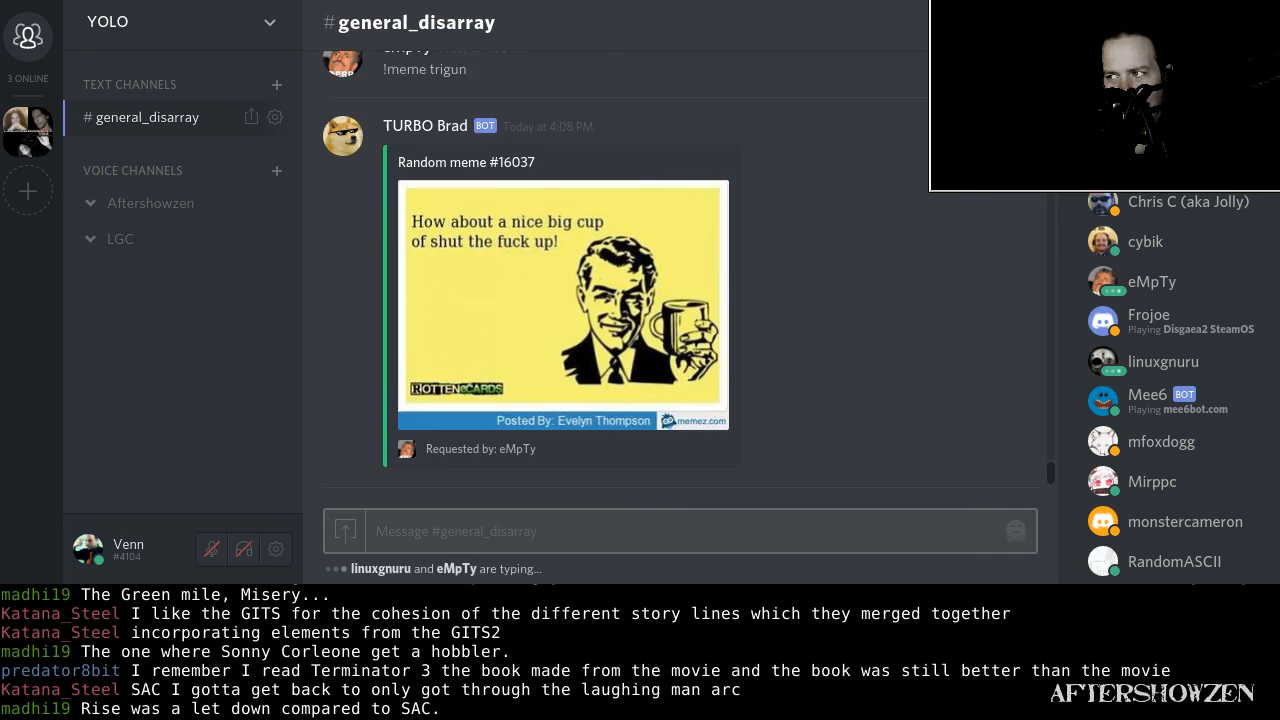 YOLO
3 ONLINE
TEXT CHANNELS
# general_disarray
VOICE CHANNELS
Aftershowzen
LGC
Venn
#4104
# general_disarray
!meme trigun
TURBO Brad BOT Today at 4:08 PM
Random meme #16037
How about a nice big cup
of shut the fuck up!
ROTTENeCARDS
Posted By: Evelyn Thompson memez.com
Requested by: eMpTy
Message #general_disarray
linuxgnuru and eMpTy are typing...
Chris C (aka Jolly)
cybik
eMpTy
Frojoe
Playing Disgaea2 SteamOS
linuxgnuru
Mee6 BOT
Playing mee6bot.com
mfoxdogg
Mirppc
monstercameron
RandomASCII
madhi19 The Green mile, Misery...
Katana_Steel I like the GITS for the cohesion of the different story lines which they merged together
Katana_Steel incorporating elements from the GITS2
madhi19 The one where Sonny Corleone get a hobbler.
predator8bit I remember I read Terminator 3 the book made from the movie and the book was still better than the movie
Katana_Steel SAC I gotta get back to only got through the laughing man arc
madhi19 Rise was a let down compared to SAC.
AFTERSHOWZEN